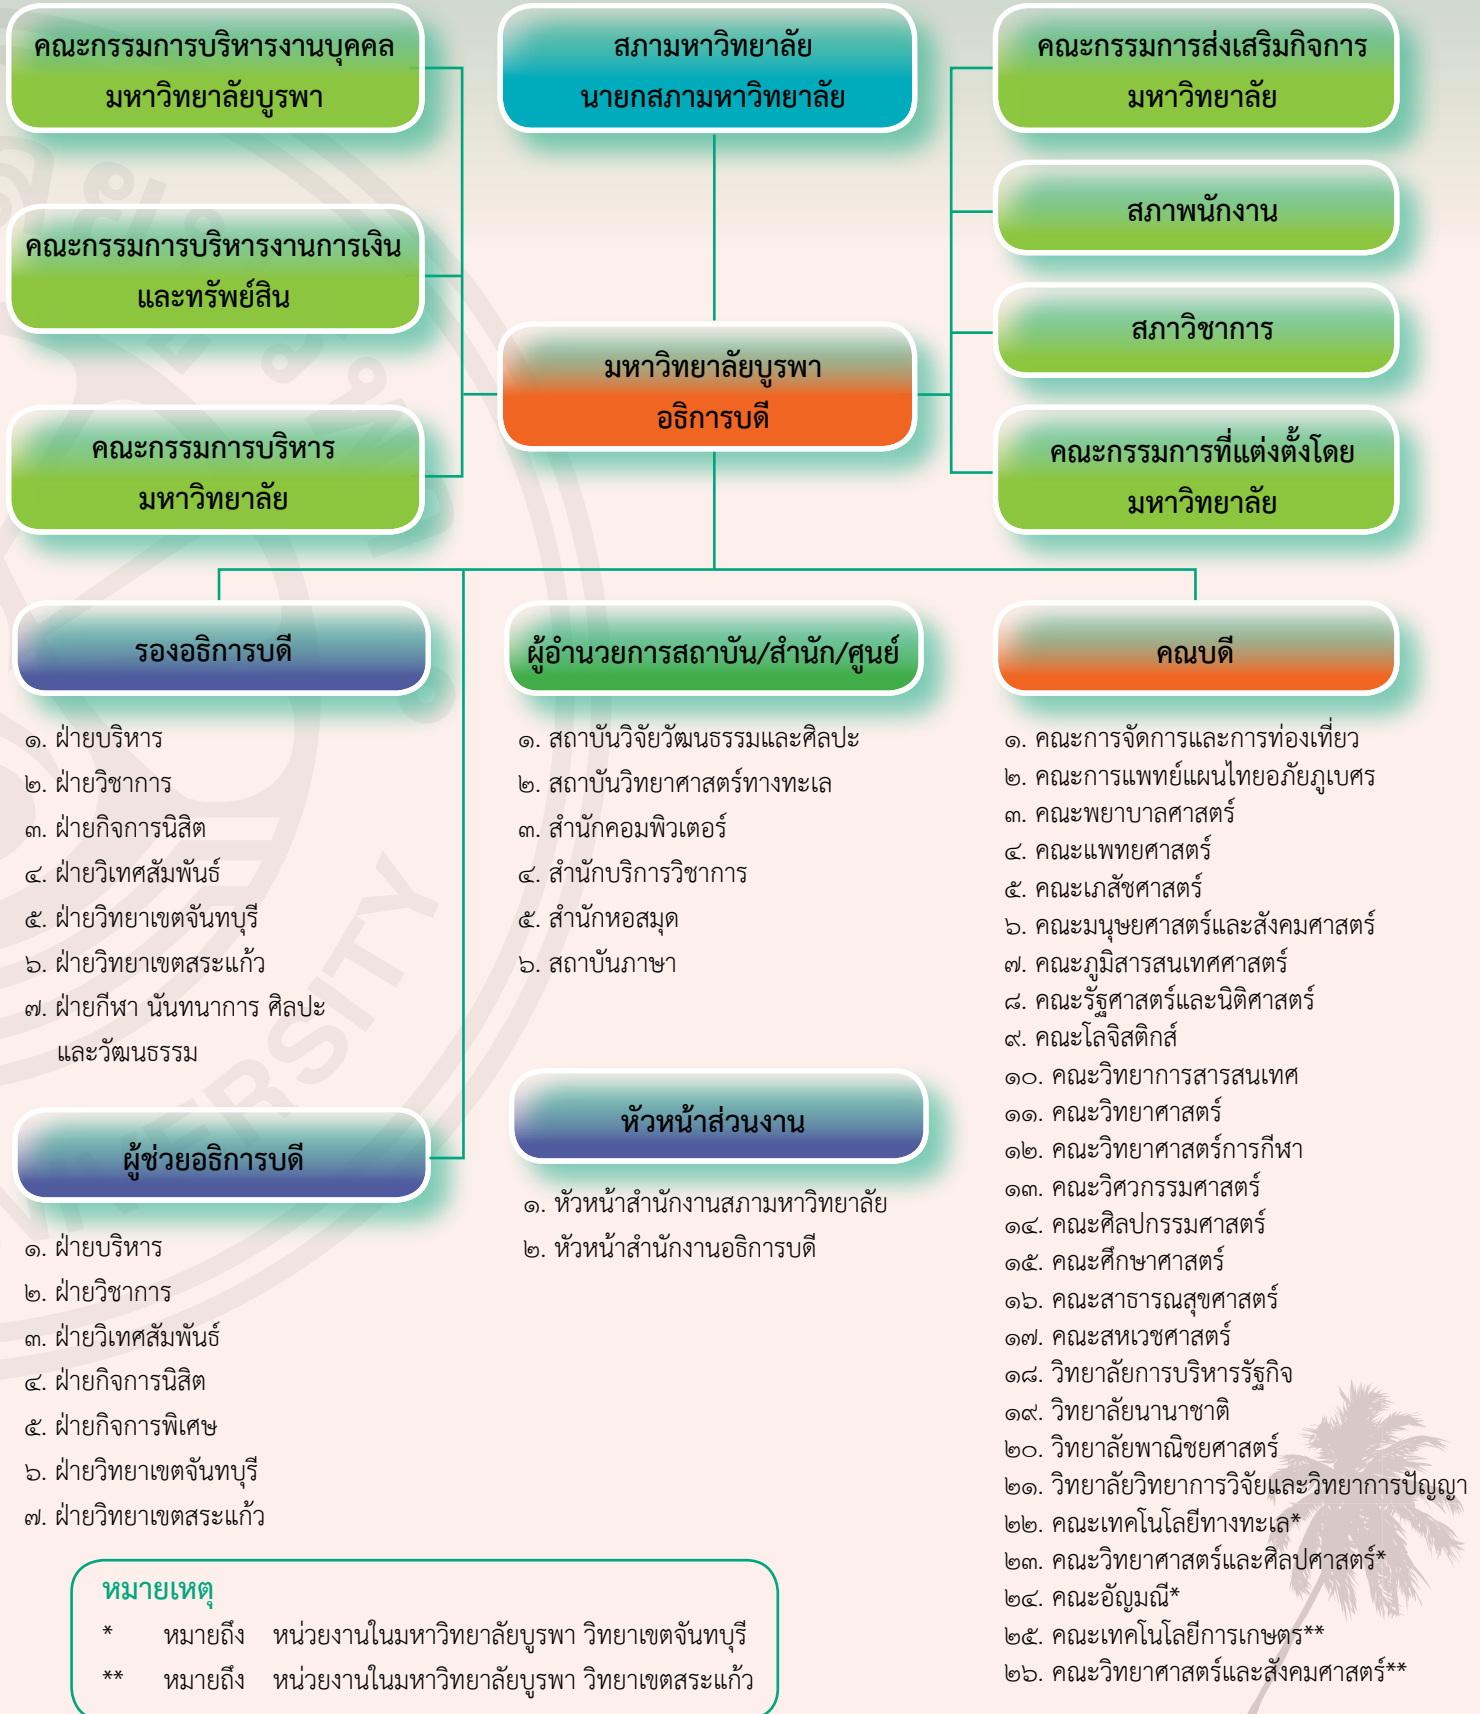 คณะกรรมการบริหารงานบุคคล
มหาวิทยาลัยบูรพา
สภามหาวิทยาลัย
นายกสภามหาวิทยาลัย
คณะกรรมการส่งเสริมกิจการ
มหาวิทยาลัย
สภาพนักงาน
คณะกรรมการบริหารงานการเงิน
และทรัพย์สิน
สภาวิชาการ
มหาวิทยาลัยบูรพา
อธิการบดี
คณะกรรมการบริหาร
มหาวิทยาลัย
คณะกรรมการที่แต่งตั้งโดย
มหาวิทยาลัย
รองอธิการบดี
๑. ฝ่ายบริหาร
๒. ฝ่ายวิชาการ
๓. ฝ่ายกิจการนิสิต
๔. ฝ่ายวิเทศสัมพันธ์
๕. ฝ่ายวิทยาเขตจันทบุรี
๖. ฝ่ายวิทยาเขตสระแก้ว
๗. ฝ่ายกีฬา นันทนาการ ศิลปะ
และวัฒนธรรม
ผู้ช่วยอธิการบดี
๑. ฝ่ายบริหาร
๒. ฝ่ายวิชาการ
๓. ฝ่ายวิเทศสัมพันธ์
๔. ฝ่ายกิจการนิสิต
๕. ฝ่ายกิจการพิเศษ
๖. ฝ่ายวิทยาเขตจันทบุรี
๗. ฝ่ายวิทยาเขตสระแก้ว
ผู้อำนวยการสถาบัน/สำนัก/ศูนย์
๑. สถาบันวิจัยวัฒนธรรมและศิลปะ
๒. สถาบันวิทยาศาสตร์ทางทะเล
๓. สำนักคอมพิวเตอร์
๔. สำนักบริการวิชาการ
๕. สำนักหอสมุด
๖. สถาบันภาษา
หัวหน้าส่วนงาน
๑. หัวหน้าสำนักงานสภามหาวิทยาลัย
๒. หัวหน้าสำนักงานอธิการบดี
คณบดี
๑. คณะการจัดการและการท่องเที่ยว
๒. คณะการแพทย์แผนไทยอภัยภูเบศร
๓. คณะพยาบาลศาสตร์
๔. คณะแพทยศาสตร์
๕. คณะเภสัชศาสตร์
๖. คณะมนุษยศาสตร์และสังคมศาสตร์
๗. คณะภูมิสารสนเทศศาสตร์
๘. คณะรัฐศาสตร์และนิติศาสตร์
๙. คณะโลจิสติกส์
๑๐. คณะวิทยาการสารสนเทศ
๑๑. คณะวิทยาศาสตร์
๑๒. คณะวิทยาศาสตร์การกีฬา
๑๓. คณะวิศวกรรมศาสตร์
๑๔. คณะศิลปกรรมศาสตร์
๑๕. คณะศึกษาศาสตร์
๑๖. คณะสาธารณสุขศาสตร์
๑๗. คณะสหเวชศาสตร์
๑๘. วิทยาลัยการบริหารรัฐกิจ
๑๙. วิทยาลัยนานาชาติ
๒๐. วิทยาลัยพาณิชยศาสตร์
๒๑. วิทยาลัยวิทยาการวิจัยและวิทยาการปัญญา
๒๒. คณะเทคโนโลยีทางทะเล*
๒๓. คณะวิทยาศาสตร์และศิลปศาสตร์*
๒๔. คณะอัญมณี*
๒๕. คณะเทคโนโลยีการเกษตร**
๒๖. คณะวิทยาศาสตร์และสังคมศาสตร์**
หมายเหตุ
* หมายถึง หน่วยงานในมหาวิทยาลัยบูรพา วิทยาเขตจันทบุรี
** หมายถึง หน่วยงานในมหาวิทยาลัยบูรพา วิทยาเขตสระแก้ว